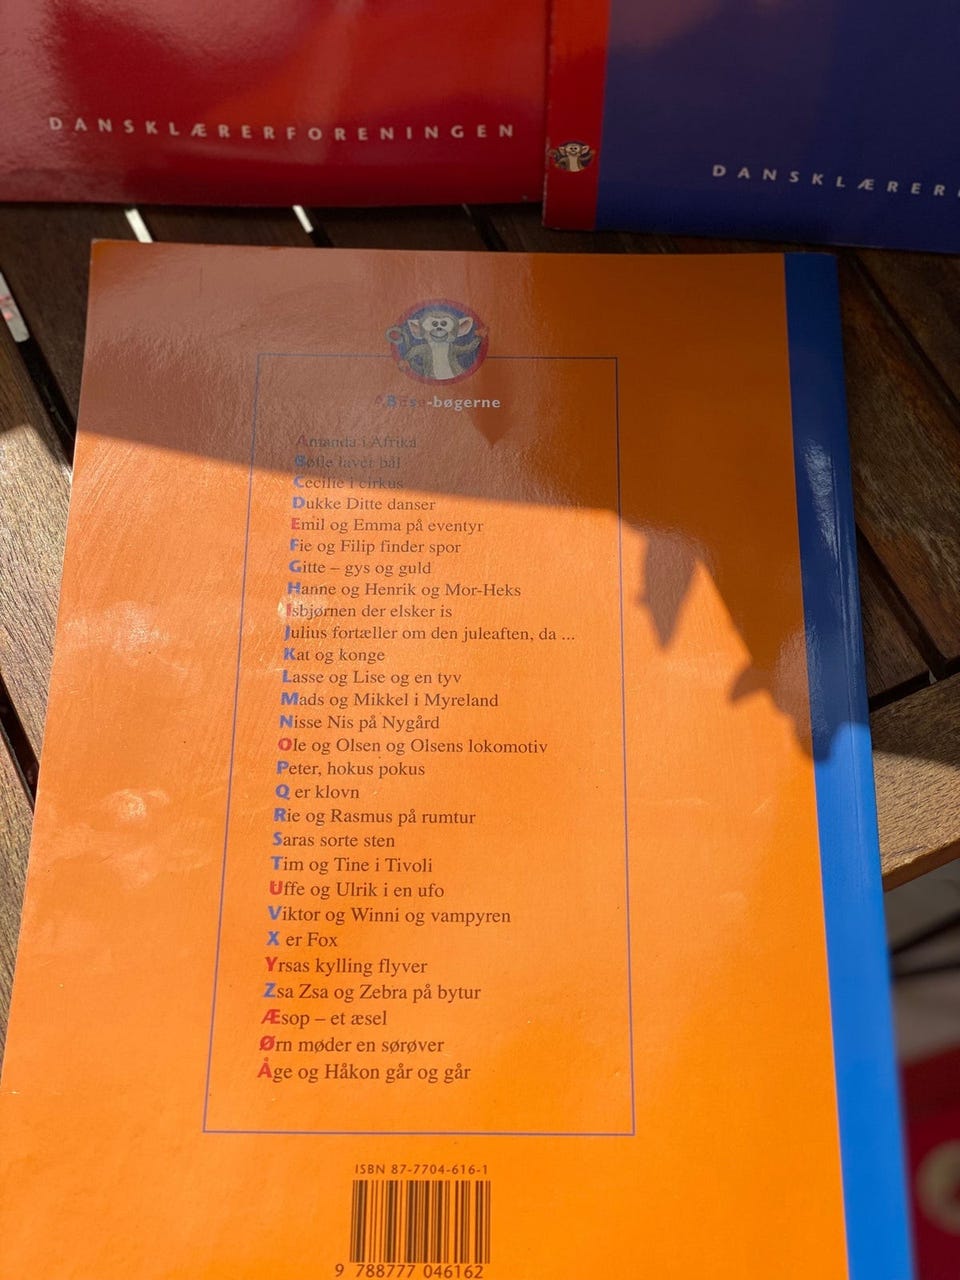 DANSKLÆRERFORENINGEN
DANSKLÆRER
ABEse-bøgerne
Amanda i Afrika
Bølle laver bål
Cecilie i cirkus
Dukke Ditte danser
Emil og Emma på eventyr
Fie og Filip finder spor
Gitte – gys og guld
Hanne og Henrik og Mor-Heks
Isbjørnen der elsker is
Julius fortæller om den juleaften, da ...
Kat og konge
Lasse og Lise og en tyv
Mads og Mikkel i Myreland
Nisse Nis på Nygård
Ole og Olsen og Olsens lokomotiv
Peter, hokus pokus
Q er klovn
Rie og Rasmus på rumtur
Saras sorte sten
Tim og Tine i Tivoli
Uffe og Ulrik i en ufo
Viktor og Winni og vampyren
X er Fox
Yrsas kylling flyver
Zsa Zsa og Zebra på bytur
Æsop – et æsel
Ørn møder en sørøver
Åge og Håkon går og går
ISBN 87-7704-616-1
9 788777 046162